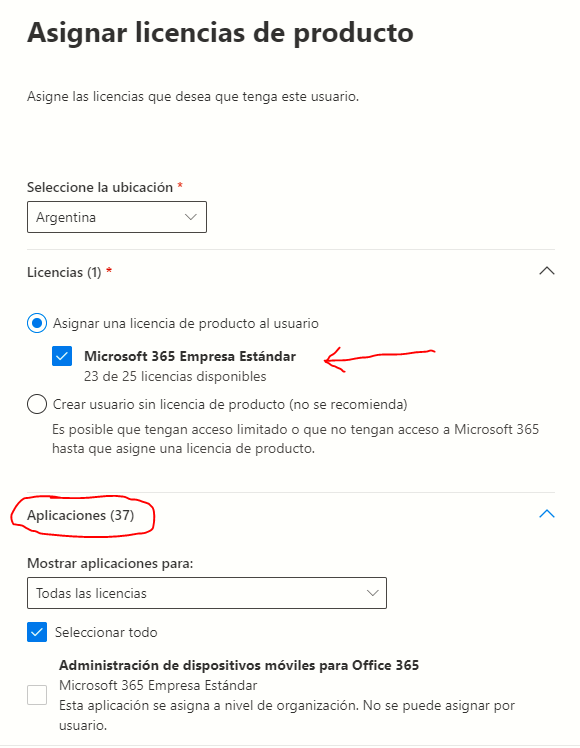 Asignar licencias de producto
Asigne las licencias que desea que tenga este usuario.
Seleccione la ubicación *
Argentina
Licencias (1) *
Asignar una licencia de producto al usuario
Microsoft 365 Empresa Estándar
23 de 25 licencias disponibles
Crear usuario sin licencia de producto (no se recomienda)
Es posible que tengan acceso limitado o que no tengan acceso a Microsoft 365
hasta que asigne una licencia de producto.
Aplicaciones (37)
Mostrar aplicaciones para:
Todas las licencias
Seleccionar todo
Administración de dispositivos móviles para Office 365
Microsoft 365 Empresa Estándar
Esta aplicación se asigna a nivel de organización. No se puede asignar por
usuario.